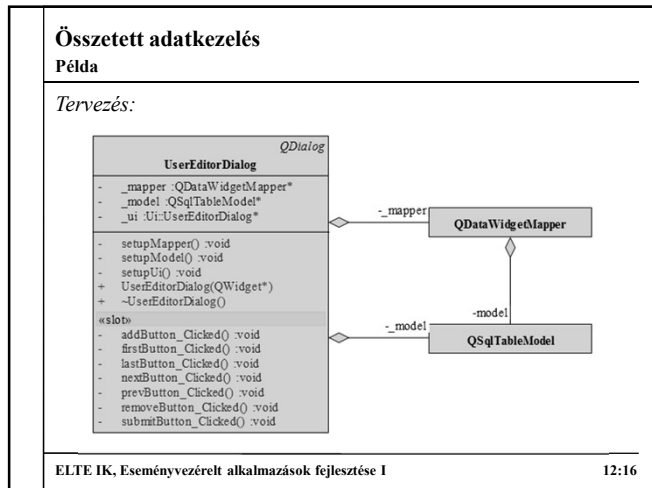 Összetett adatkezelés
Példa
Tervezés:
QDialog
UserEditorDialog
- _mapper :QDataWidgetMapper*
- _model :QSqlTableModel*
- _ui :Ui::UserEditorDialog*
- setupMapper() :void
- setupModel() :void
- setupUi() :void
+ UserEditorDialog(QWidget*)
+ ~UserEditorDialog()
«slot»
- addButton_Clicked() :void
- firstButton_Clicked() :void
- lastButton_Clicked() :void
- nextButton_Clicked() :void
- prevButton_Clicked() :void
- removeButton_Clicked() :void
- submitButton_Clicked() :void
-_mapper
QDataWidgetMapper
-model
-_model
QSqlTableModel
ELTE IK, Eseményvezérelt alkalmazások fejlesztése I 12:16